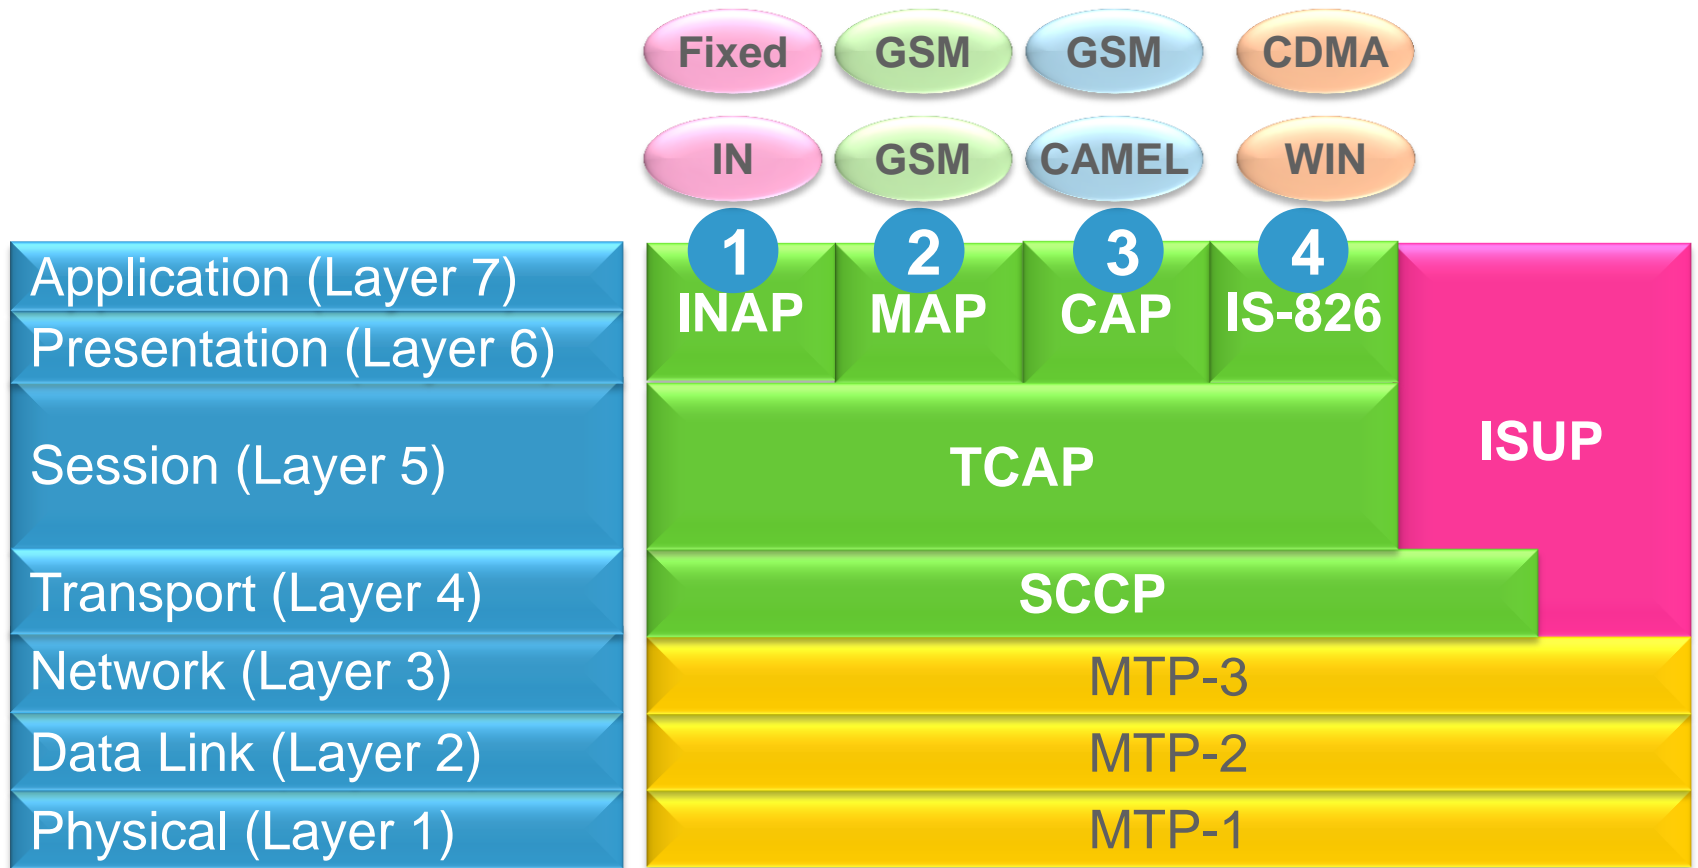 Fixed GSM GSM CDMA
IN GSM CAMEL WIN
1 2 3 4
Application (Layer 7)
INAP MAP CAP IS-826
Presentation (Layer 6)
ISUP
Session (Layer 5) TCAP
Transport (Layer 4) SCCP
Network (Layer 3) MTP-3
Data Link (Layer 2) MTP-2
Physical (Layer 1) MTP-1